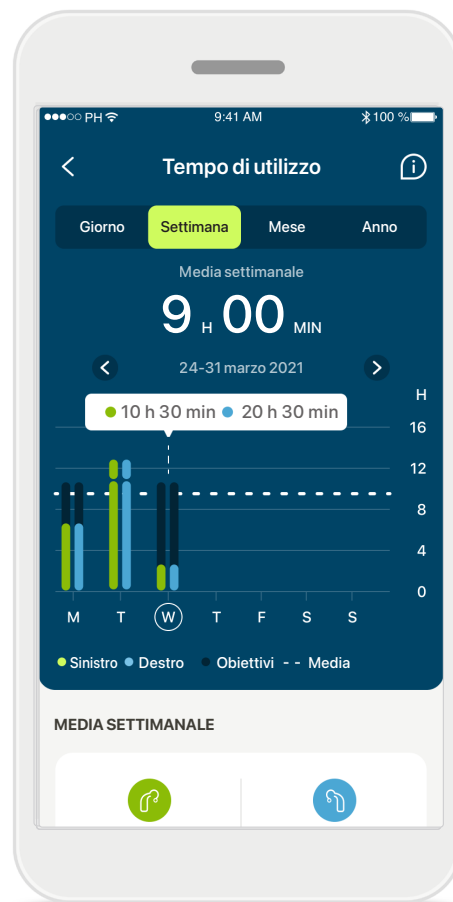 PH 9:41 AM 100 %
Tempo di utilizzo
Giorno Settimana Mese Anno
Media settimanale
9 H 00 MIN
24-31 marzo 2021
H
10 h 30 min 20 h 30 min
16
12
8
4
0
M T W T F S S
Sinistro Destro Obiettivi - - Media
MEDIA SETTIMANALE